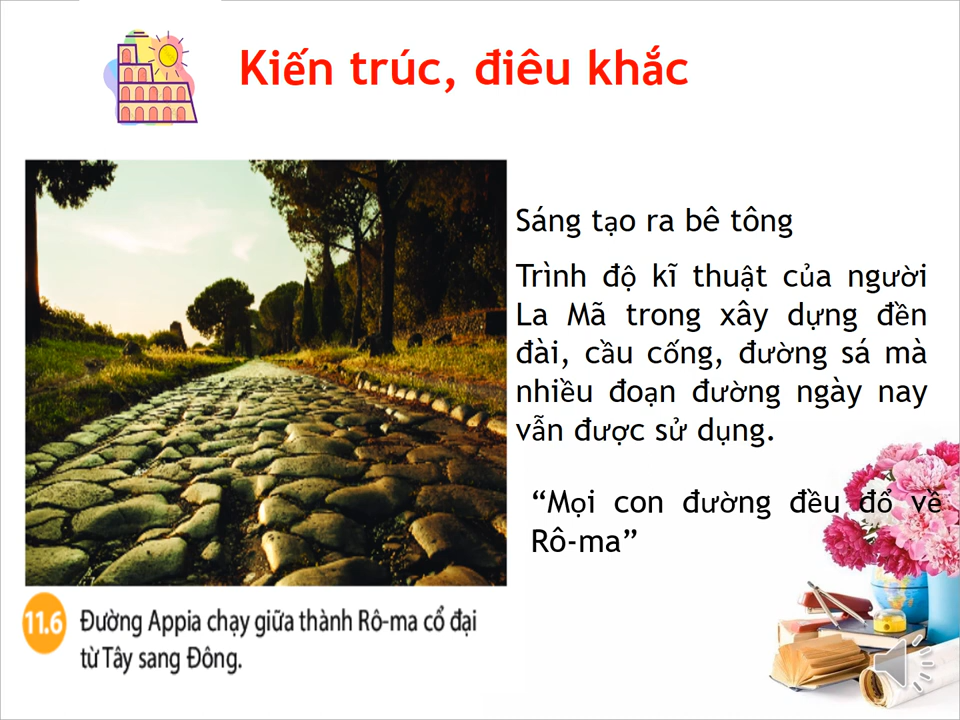 Kiến trúc, điêu khắc
Sáng tạo ra bê tông
Trình độ kĩ thuật của người
La Mã trong xây dựng đền
đài, cầu cống, đường sá mà
nhiều đoạn đường ngày nay
vẫn được sử dụng.
“Mọi con đường đều đổ về
Rô-ma”
11.6 Đường Appia chạy giữa thành Rô-ma cổ đại
từ Tây sang Đông.